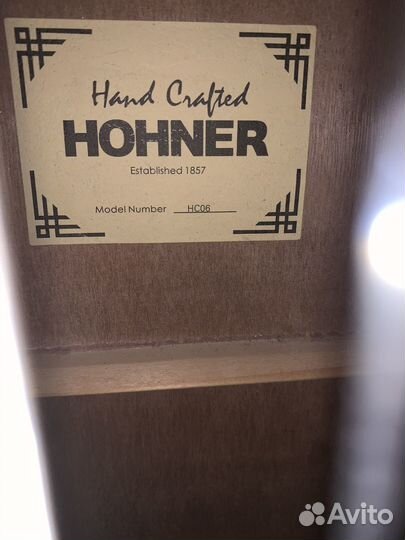 Hand Crafted
HOHNER
Established 1857
Model Number HC06
Avito